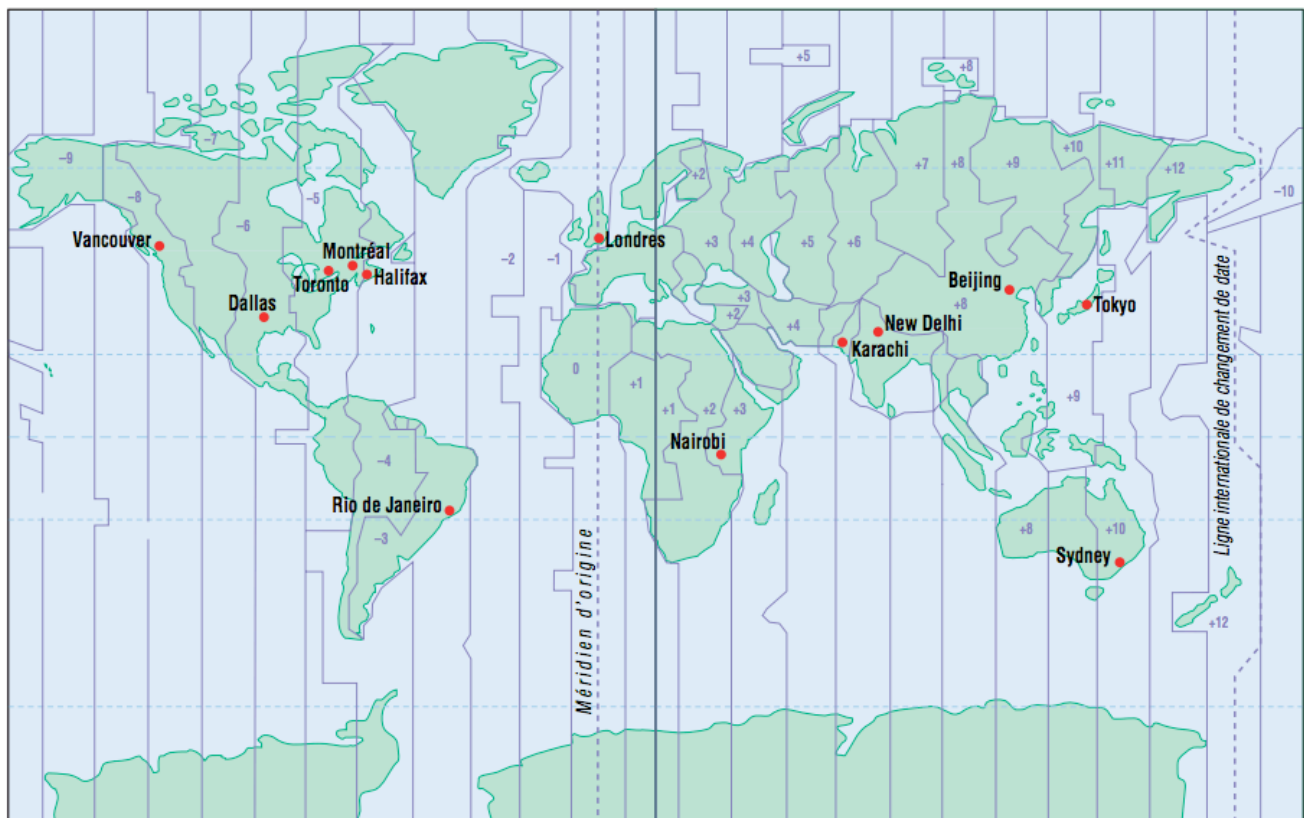 +5
+8
-7
-9
+10
+7
+8
+9
+11
+12
+2
-8
-5
-10
-6
Vancouver
Montréal
Londres
+3
+4
+5
+6
-2
-1
Toronto
Halifax
Beijing
Dallas
+3
+8
Tokyo
+2
+4
New Delhi
Karachi
0
+1
+1
+2
+3
+9
Nairobi
-4
Rio de Janeiro
-3
+8
+10
Sydney
+12
Méridien d'origine
Ligne internationale de changement de date